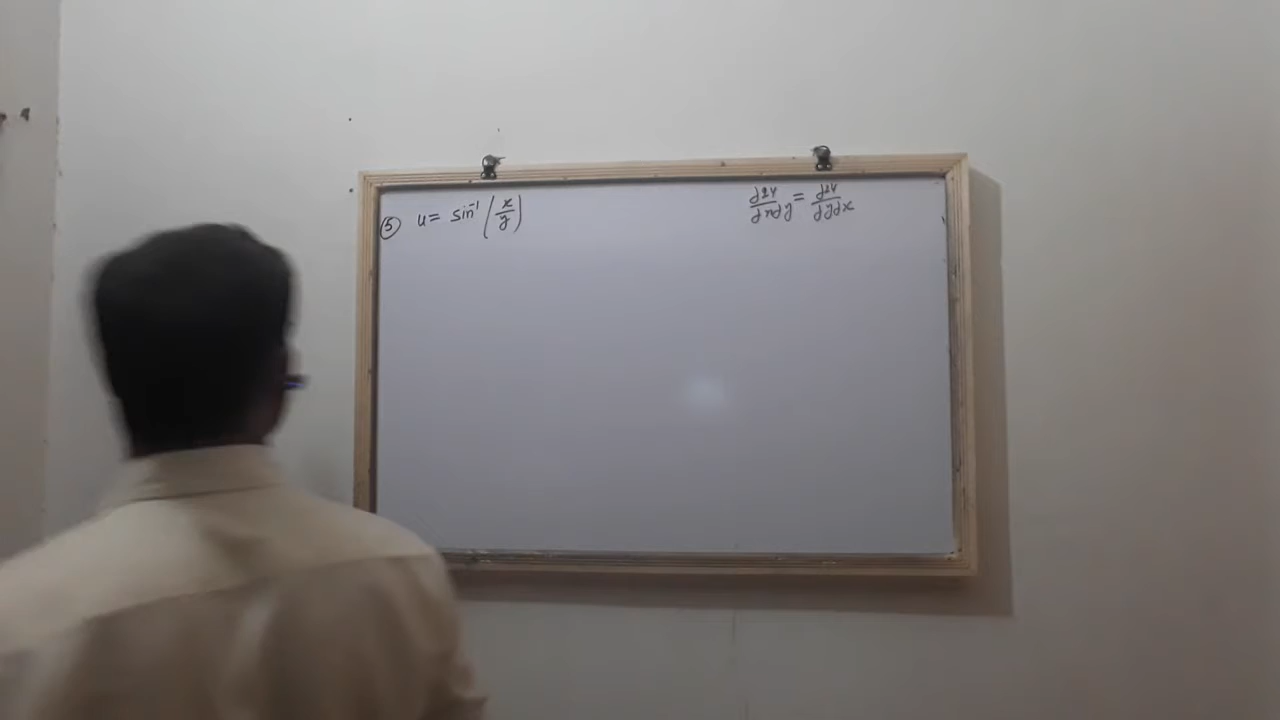 ⑤ u = sin⁻¹ (x/y)
∂²u/∂x∂y = ∂²u/∂y∂x